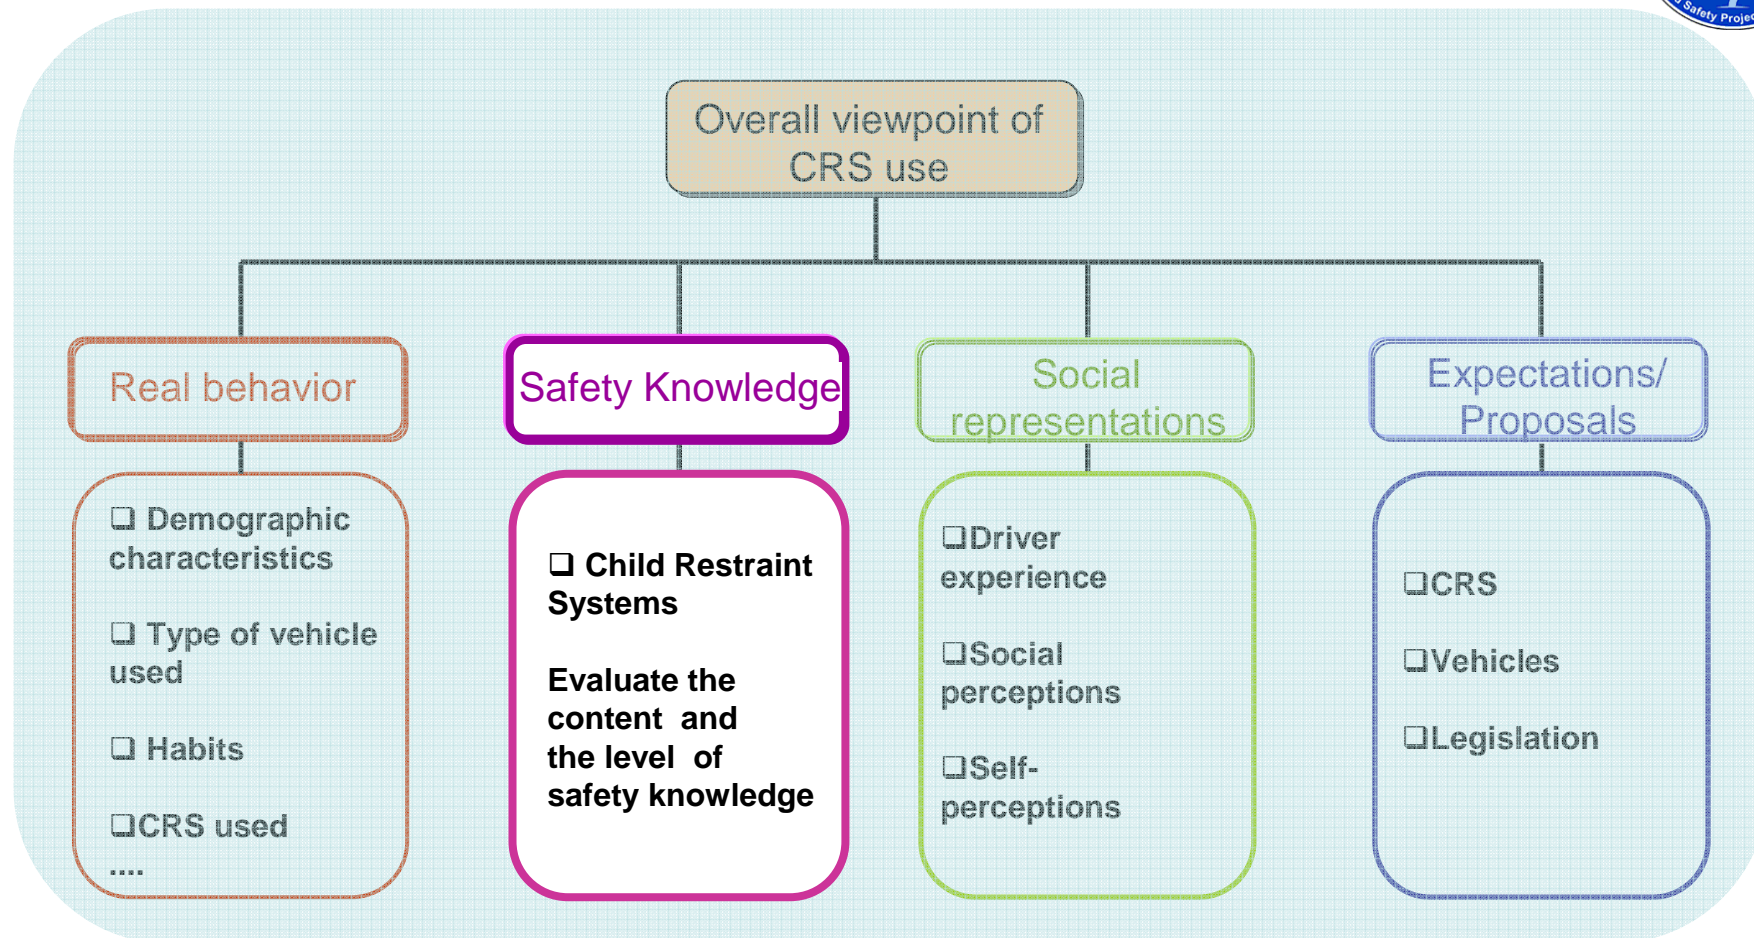 Safety Project
Overall viewpoint of
CRS use
Real behavior
Safety Knowledge
Social
representations
Expectations/
Proposals
❑ Demographic
characteristics
❑ Type of vehicle
used
❑ Habits
❑CRS used
....
❑ Child Restraint
Systems
Evaluate the
content and
the level of
safety knowledge
❑Driver
experience
❑Social
perceptions
❑Self-
perceptions
❑CRS
❑Vehicles
❑Legislation